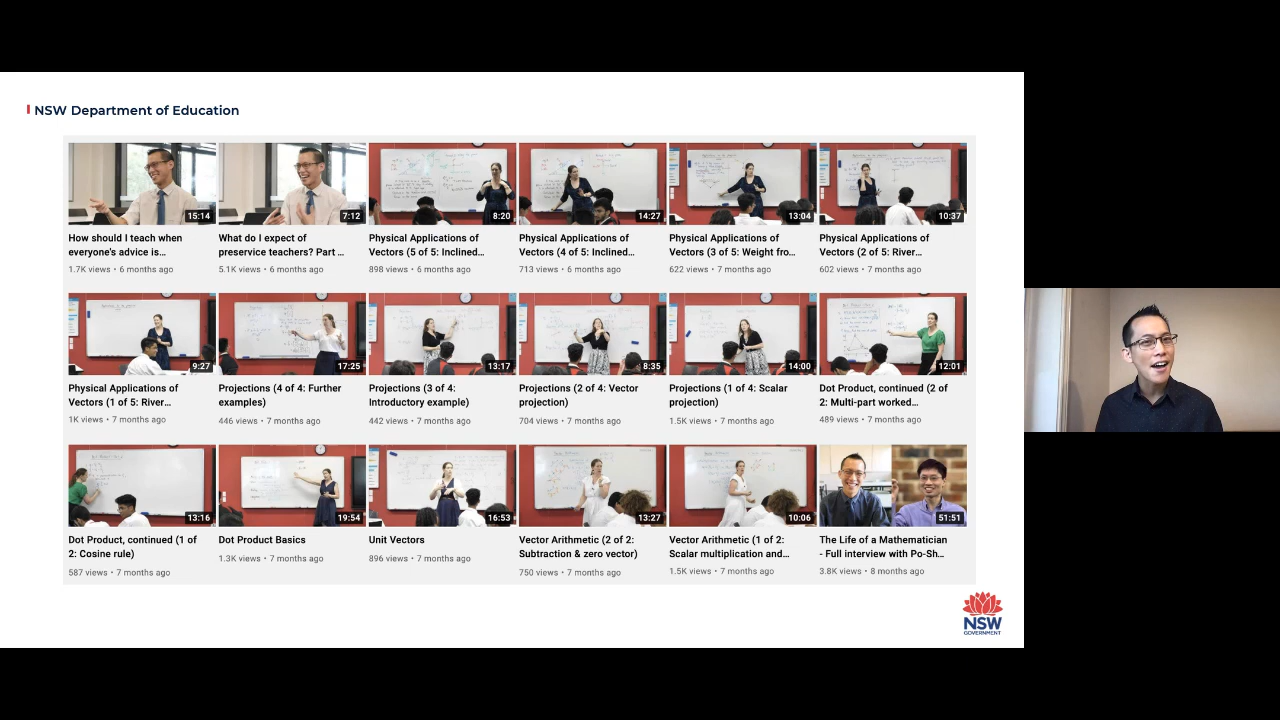 NSW Department of Education
15:14
7:12
8:20
14:27
13:04
10:37
How should I teach when
everyone's advice is...
1.7K views • 6 months ago
What do I expect of
preservice teachers? Part ...
5.1K views • 6 months ago
Physical Applications of
Vectors (5 of 5: Inclined...
898 views • 6 months ago
Physical Applications of
Vectors (4 of 5: Inclined...
713 views • 6 months ago
Physical Applications of
Vectors (3 of 5: Weight fro...
622 views • 7 months ago
Physical Applications of
Vectors (2 of 5: River...
602 views • 7 months ago
9:27
17:25
13:17
8:35
14:00
12:01
Physical Applications of
Vectors (1 of 5: River...
1K views • 7 months ago
Projections (4 of 4: Further
examples)
446 views • 7 months ago
Projections (3 of 4:
Introductory example)
442 views • 7 months ago
Projections (2 of 4: Vector
projection)
704 views • 7 months ago
Projections (1 of 4: Scalar
projection)
1.5K views • 7 months ago
Dot Product, continued (2 of
2: Multi-part worked...
489 views • 7 months ago
13:16
19:54
16:53
13:27
10:06
51:51
Dot Product, continued (1 of
2: Cosine rule)
587 views • 7 months ago
Dot Product Basics
1.3K views • 7 months ago
Unit Vectors
896 views • 7 months ago
Vector Arithmetic (2 of 2:
Subtraction & zero vector)
750 views • 7 months ago
Vector Arithmetic (1 of 2:
Scalar multiplication and...
1.5K views • 7 months ago
The Life of a Mathematician
- Full interview with Po-Sh...
3.8K views • 8 months ago
NSW
GOVERNMENT